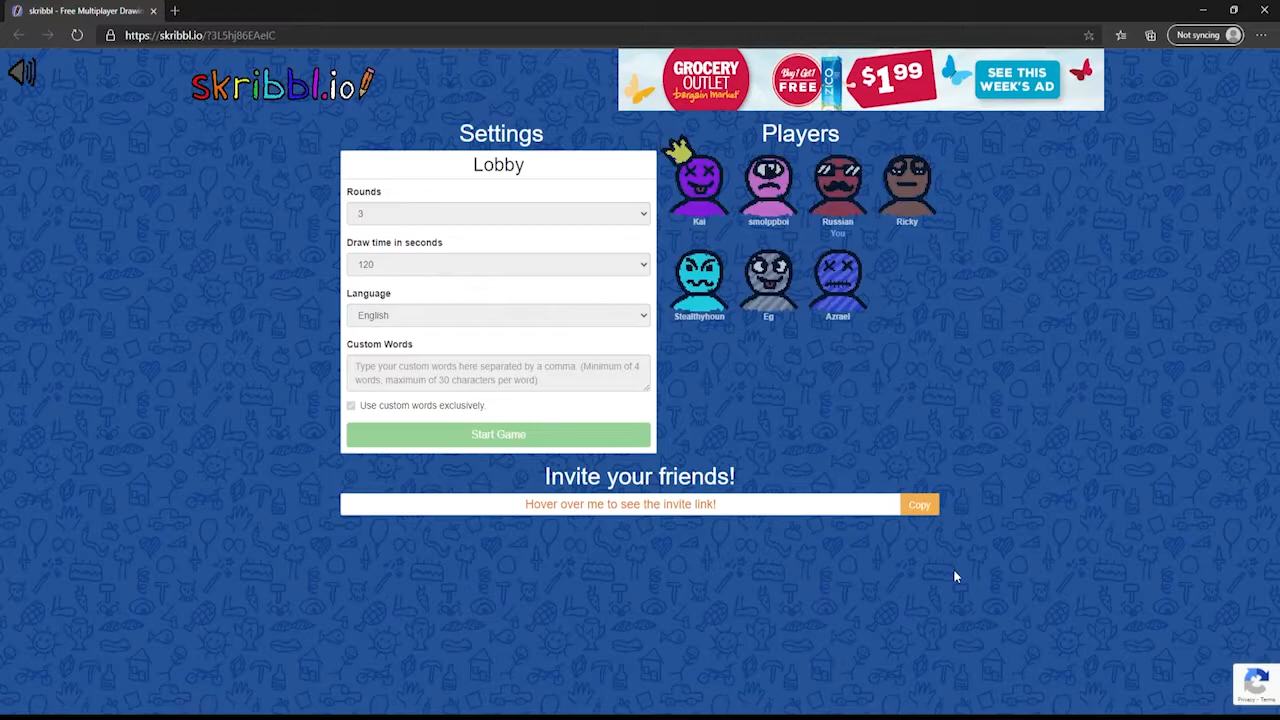 skribbl - Free Multiplayer Drawin
https://skribbl.io/?3L5hj86EAeIC
Not syncing
skribbl.io
GROCERY
OUTLET
bargain market
Buy 1 Get 1
FREE
ZICO
$1.99
SEE THIS
WEEK'S AD
Settings
Players
Lobby
Rounds
3
Draw time in seconds
120
Language
English
Custom Words
Type your custom words here separated by a comma. (Minimum of 4
words, maximum of 30 characters per word)
Use custom words exclusively.
Start Game
Kai
smolppboi
Russian
You
Ricky
Stealthyhoun
Eg
Azrael
Invite your friends!
Hover over me to see the invite link!
Copy
Privacy - Terms